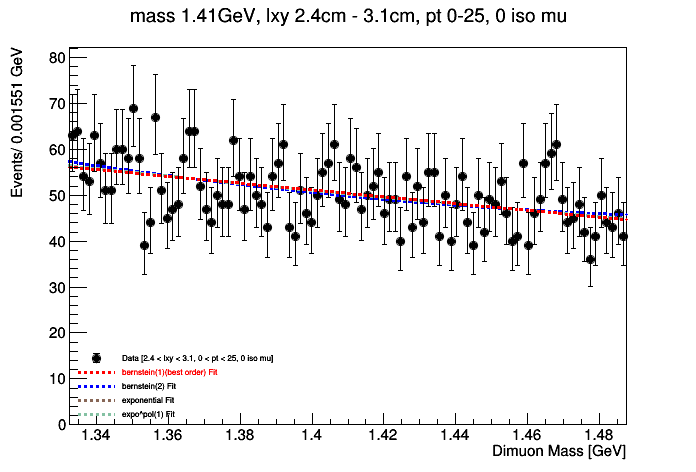 mass 1.41GeV, lxy 2.4cm - 3.1cm, pt 0-25, 0 iso mu
Events/ 0.001551 GeV
80
70
60
50
40
30
20
10
0
Data [2.4 < lxy < 3.1, 0 < pt < 25, 0 iso mu]
bernstein(1)(best order) Fit
bernstein(2) Fit
exponential Fit
expo*pol(1) Fit
1.34 1.36 1.38 1.4 1.42 1.44 1.46 1.48
Dimuon Mass [GeV]